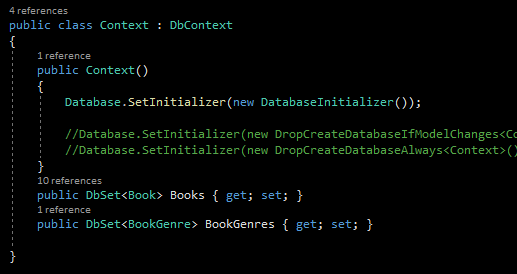 4 references
public class Context : DbContext
{
1 reference
public Context()
{
Database.SetInitializer(new DatabaseInitializer());
//Database.SetInitializer(new DropCreateDatabaseIfModelChanges<Co
//Database.SetInitializer(new DropCreateDatabaseAlways<Context>()
}
10 references
public DbSet<Book> Books { get; set; }
1 reference
public DbSet<BookGenre> BookGenres { get; set; }
}